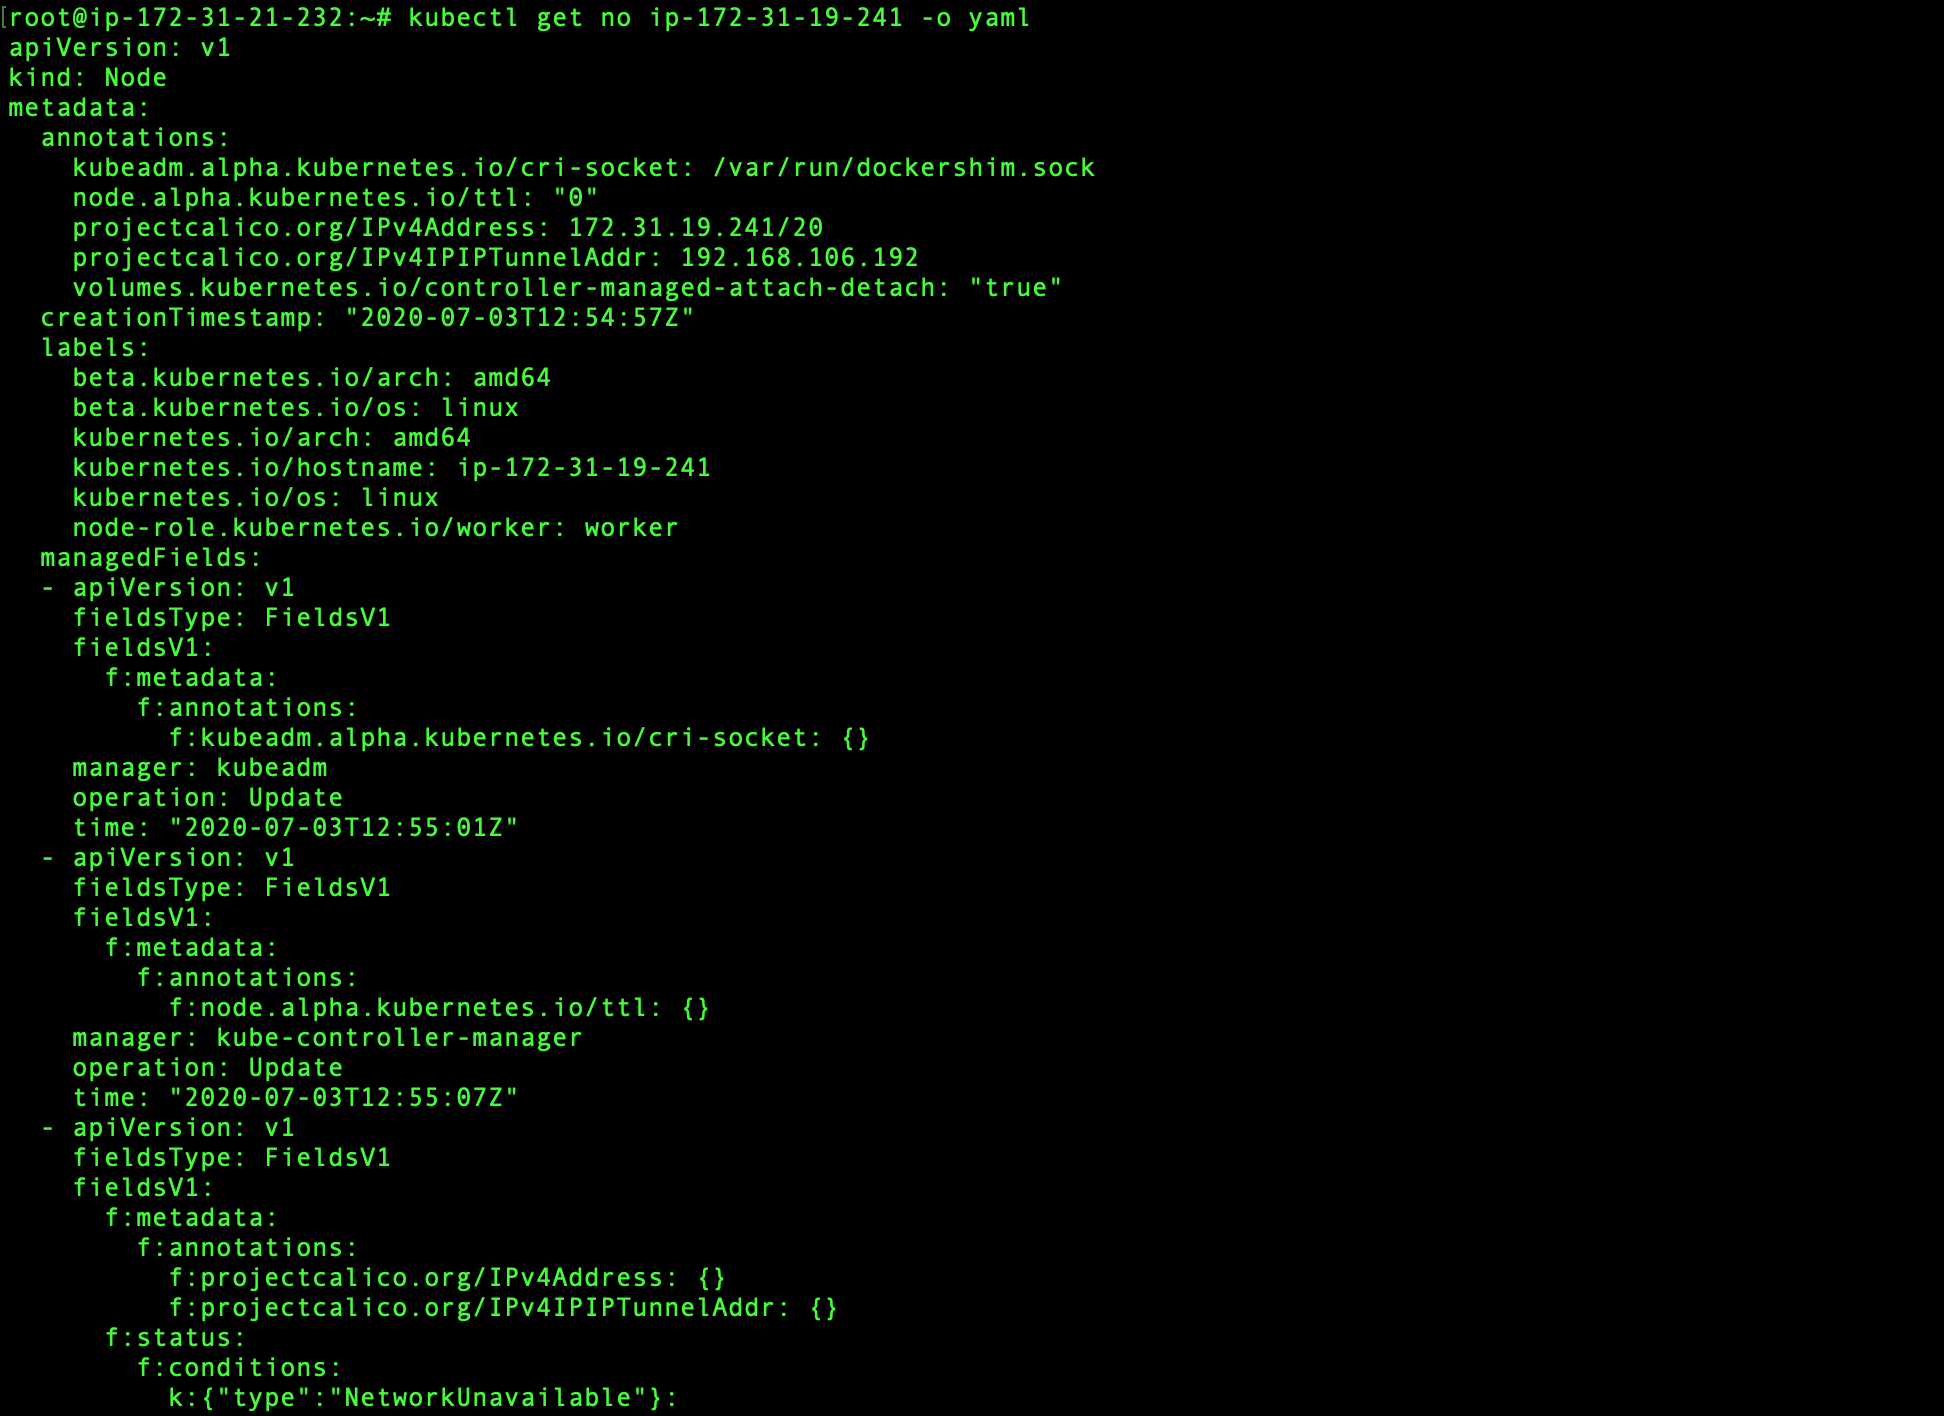 [root@ip-172-31-21-232:~# kubectl get no ip-172-31-19-241 -o yaml
apiVersion: v1
kind: Node
metadata:
  annotations:
    kubeadm.alpha.kubernetes.io/cri-socket: /var/run/dockershim.sock
    node.alpha.kubernetes.io/ttl: "0"
    projectcalico.org/IPv4Address: 172.31.19.241/20
    projectcalico.org/IPv4IPIPTunnelAddr: 192.168.106.192
    volumes.kubernetes.io/controller-managed-attach-detach: "true"
  creationTimestamp: "2020-07-03T12:54:57Z"
  labels:
    beta.kubernetes.io/arch: amd64
    beta.kubernetes.io/os: linux
    kubernetes.io/arch: amd64
    kubernetes.io/hostname: ip-172-31-19-241
    kubernetes.io/os: linux
    node-role.kubernetes.io/worker: worker
  managedFields:
  - apiVersion: v1
    fieldsType: FieldsV1
    fieldsV1:
      f:metadata:
        f:annotations:
          f:kubeadm.alpha.kubernetes.io/cri-socket: {}
    manager: kubeadm
    operation: Update
    time: "2020-07-03T12:55:01Z"
  - apiVersion: v1
    fieldsType: FieldsV1
    fieldsV1:
      f:metadata:
        f:annotations:
          f:node.alpha.kubernetes.io/ttl: {}
    manager: kube-controller-manager
    operation: Update
    time: "2020-07-03T12:55:07Z"
  - apiVersion: v1
    fieldsType: FieldsV1
    fieldsV1:
      f:metadata:
        f:annotations:
          f:projectcalico.org/IPv4Address: {}
          f:projectcalico.org/IPv4IPIPTunnelAddr: {}
      f:status:
        f:conditions:
          k:{"type":"NetworkUnavailable"}: